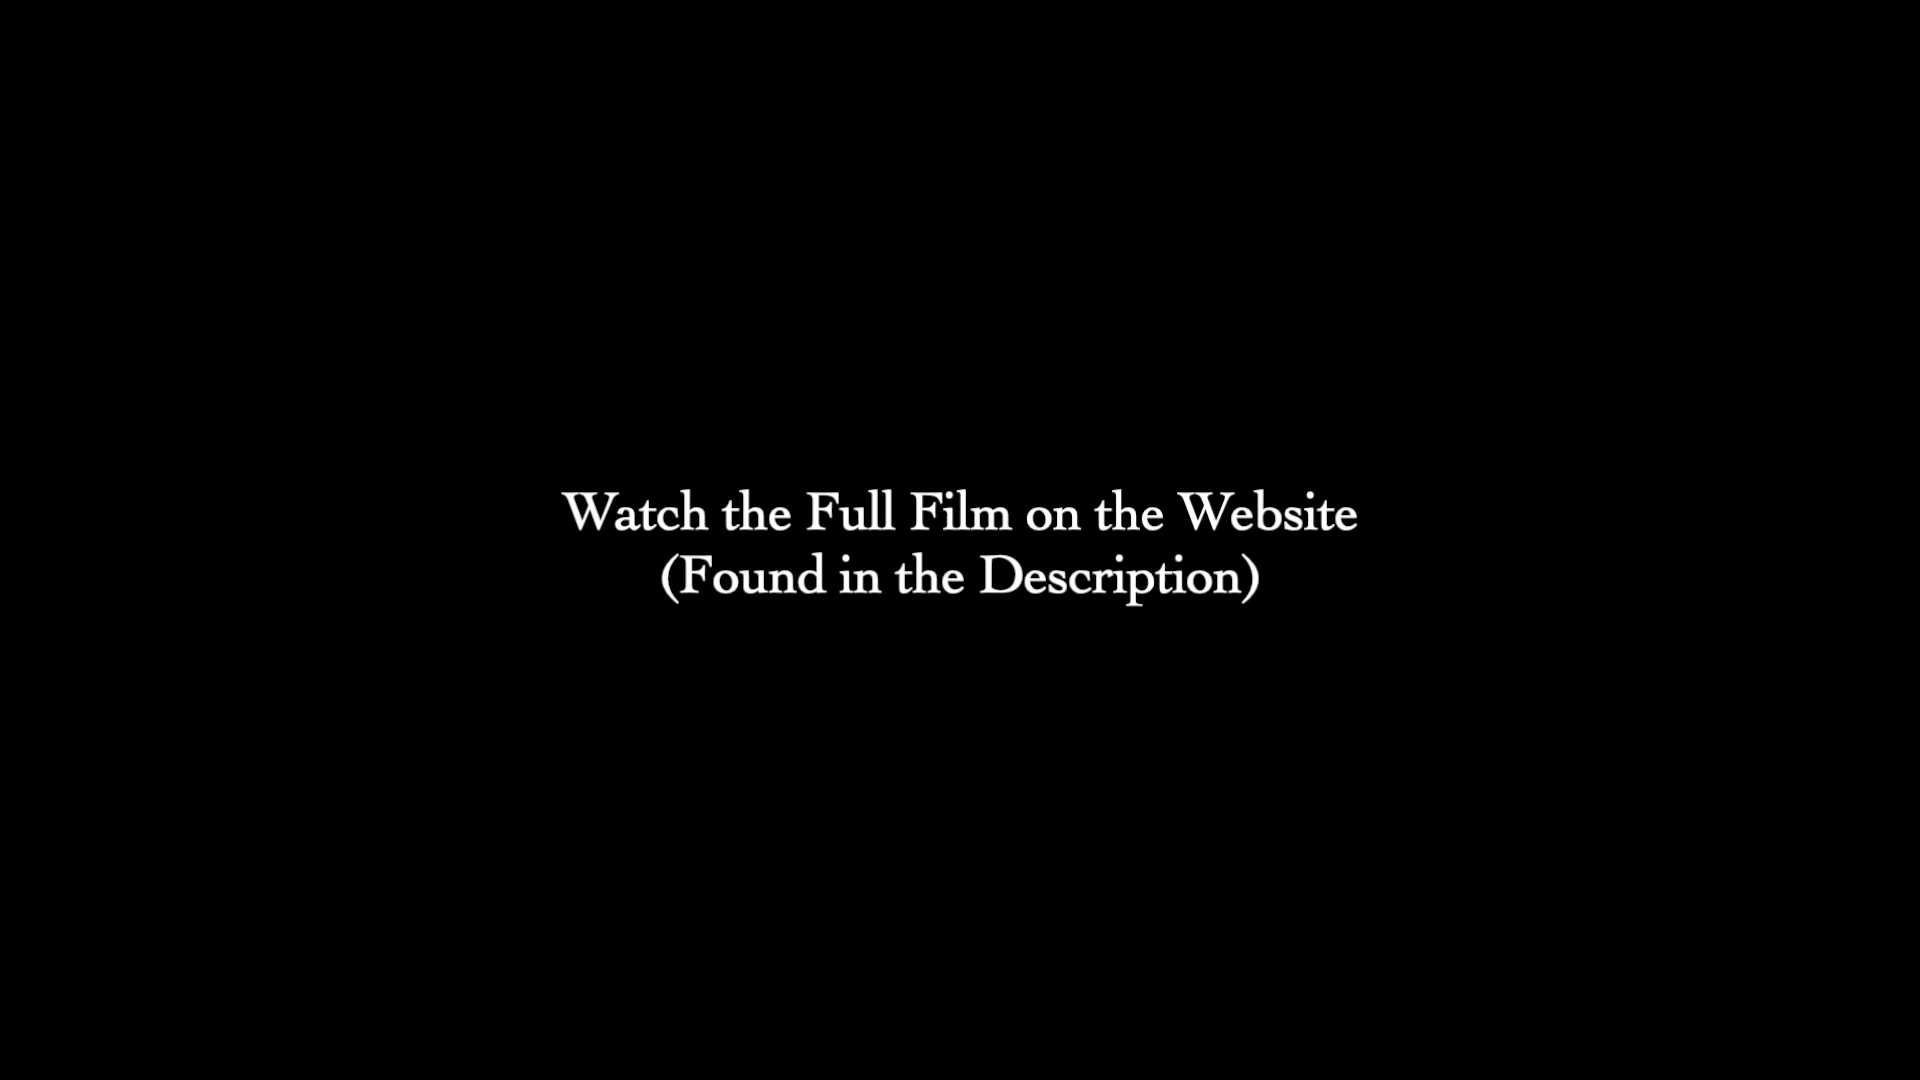 Watch the Full Film on the Website
(Found in the Description)